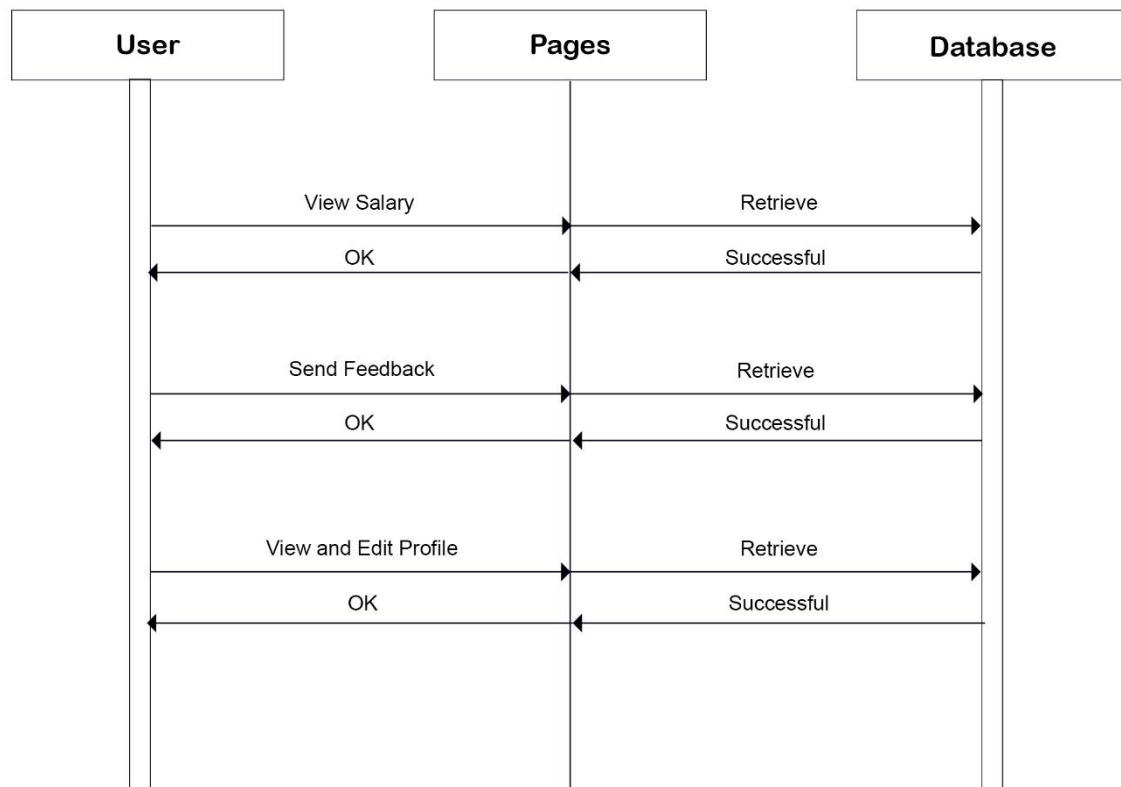 User
Pages
Database
View Salary
Retrieve
OK
Successful
Send Feedback
Retrieve
OK
Successful
View and Edit Profile
Retrieve
OK
Successful